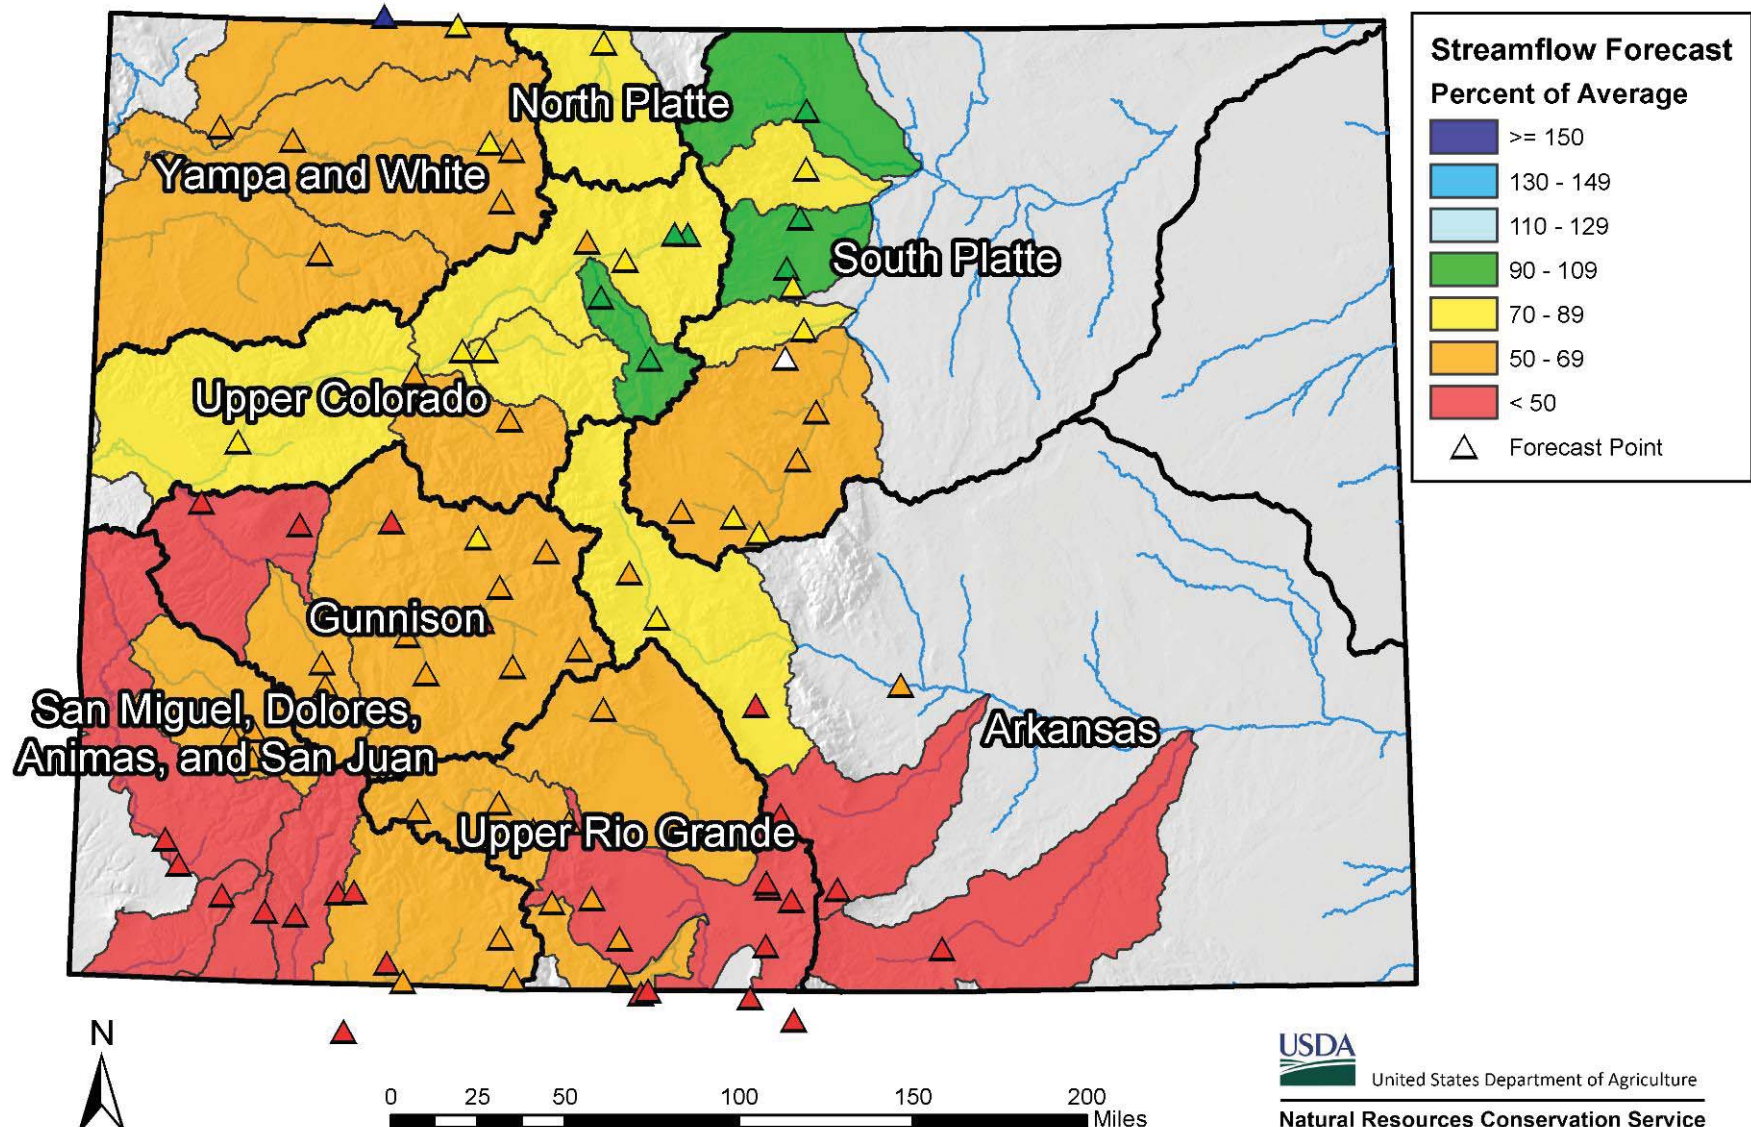 Streamflow Forecast
Percent of Average
>= 150
130 - 149
110 - 129
90 - 109
70 - 89
50 - 69
< 50
Forecast Point
North Platte
Yampa and White
South Platte
Upper Colorado
Gunnison
San Miguel, Dolores,
Animas, and San Juan
Arkansas
Upper Rio Grande
N
0 25 50 100 150 200
Miles
USDA
United States Department of Agriculture
Natural Resources Conservation Service